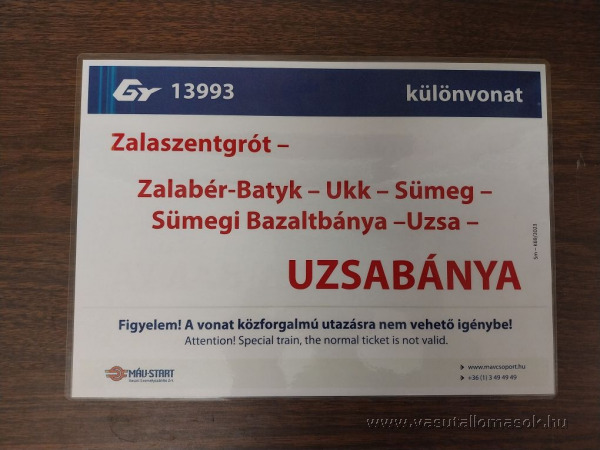 GY 13993 különvonat
Zalaszentgrót –
Zalabér-Batyk – Ukk – Sümeg –
Sümegi Bazaltbánya –Uzsa –
UZSABÁNYA
Figyelem! A vonat közforgalmú utazásra nem vehető igénybe!
Attention! Special train, the normal ticket is not valid.
MÁV-START
www.mavcsoport.hu
+36 (1) 3 49 49 49
www.vasutallomasok.hu